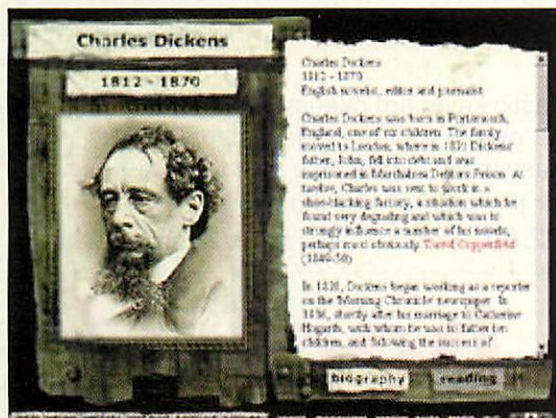 Charles Dickens
1812 - 1870
Charles Dickens
1812 - 1870
English novelist, editor and journalist
Charles Dickens was born in Portsmouth,
England, one of six children. The family
moved to London, where in Dickens'
father, John, fell into debt and was
imprisoned in Marshalsea Debtors Prison. At
twelve, Charles was sent to work in a
shoe-blacking factory, a situation which he
found very degrading and which was to
strongly influence a number of his novels,
perhaps most obviously 'David Copperfield'
(1849-50)
In Dickens began working as a reporter
on the 'Morning Chronicle' newspaper. In
1836, shortly after his marriage to Catherine
Hogarth, with whom he was to father ten
children, and following the success of
biography
reading